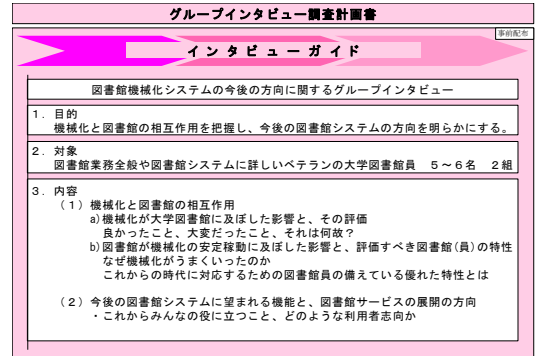 グループインタビュー調査計画書
事前配布
インタビューガイド
図書館機械化システムの今後の方向に関するグループインタビュー
1. 目的
機械化と図書館の相互作用を把握し、今後の図書館システムの方向を明らかにする。
2. 対象
図書館業務全般や図書館システムに詳しいベテランの大学図書館員　5～6名　2組
3. 内容
（1）機械化と図書館の相互作用
a)機械化が大学図書館に及ぼした影響と、その評価
良かったこと、大変だったこと、それは何故？
b)図書館が機械化の安定稼動に及ぼした影響と、評価すべき図書館(員)の特性
なぜ機械化がうまくいったのか
これからの時代に対応するための図書館員の備えている優れた特性とは
（2）今後の図書館システムに望まれる機能と、図書館サービスの展開の方向
・これからみんなの役に立つこと、どのような利用者志向か